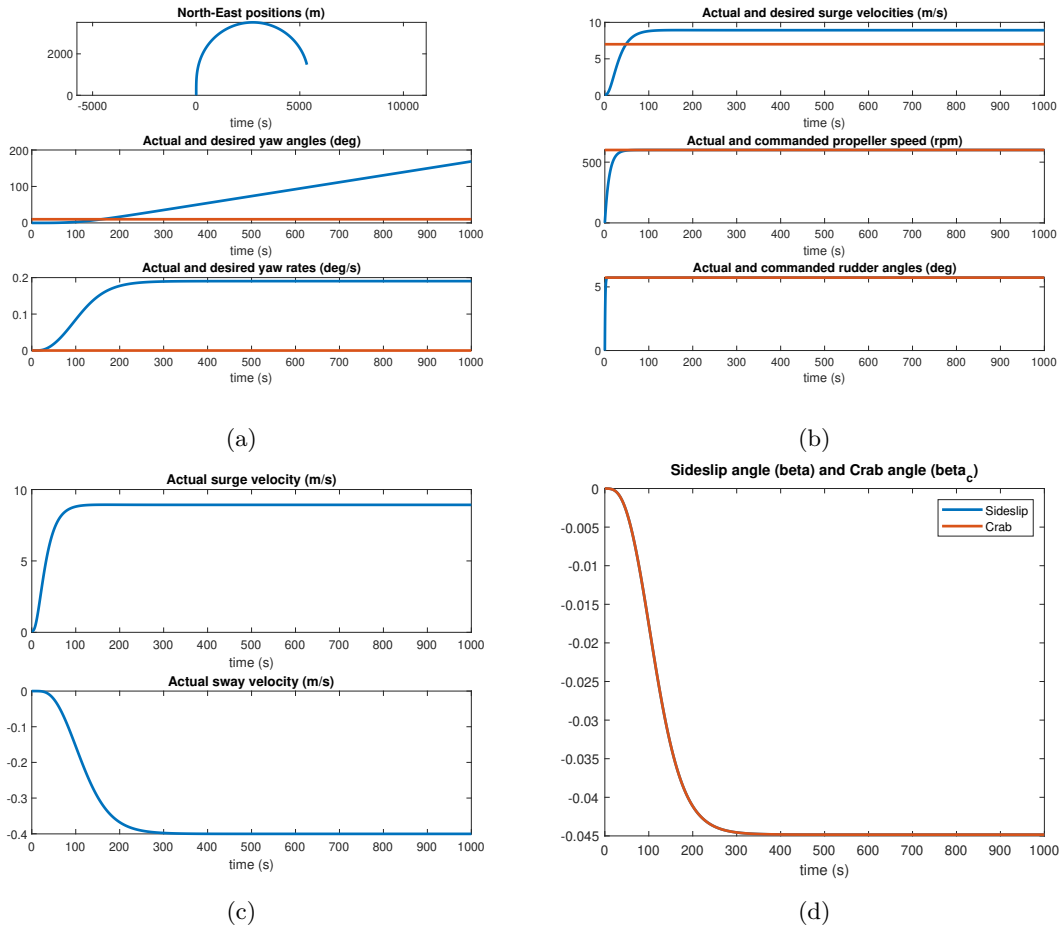 North-East positions (m)
2000
0
-5000 0 5000 10000
time (s)
Actual and desired yaw angles (deg)
200
100
0
0 100 200 300 400 500 600 700 800 900 1000
time (s)
Actual and desired yaw rates (deg/s)
0.2
0.1
0
0 100 200 300 400 500 600 700 800 900 1000
time (s)
(a)
Actual and desired surge velocities (m/s)
10
5
0
0 100 200 300 400 500 600 700 800 900 1000
time (s)
Actual and commanded propeller speed (rpm)
500
0
0 100 200 300 400 500 600 700 800 900 1000
time (s)
Actual and commanded rudder angles (deg)
5
0
0 100 200 300 400 500 600 700 800 900 1000
time (s)
(b)
Actual surge velocity (m/s)
10
5
0
0 100 200 300 400 500 600 700 800 900 1000
time (s)
Actual sway velocity (m/s)
0
-0.1
-0.2
-0.3
-0.4
0 100 200 300 400 500 600 700 800 900 1000
time (s)
(c)
Sideslip angle (beta) and Crab angle (beta_c)
Sideslip
Crab
0
-0.005
-0.01
-0.015
-0.02
-0.025
-0.03
-0.035
-0.04
-0.045
0 100 200 300 400 500 600 700 800 900 1000
time (s)
(d)